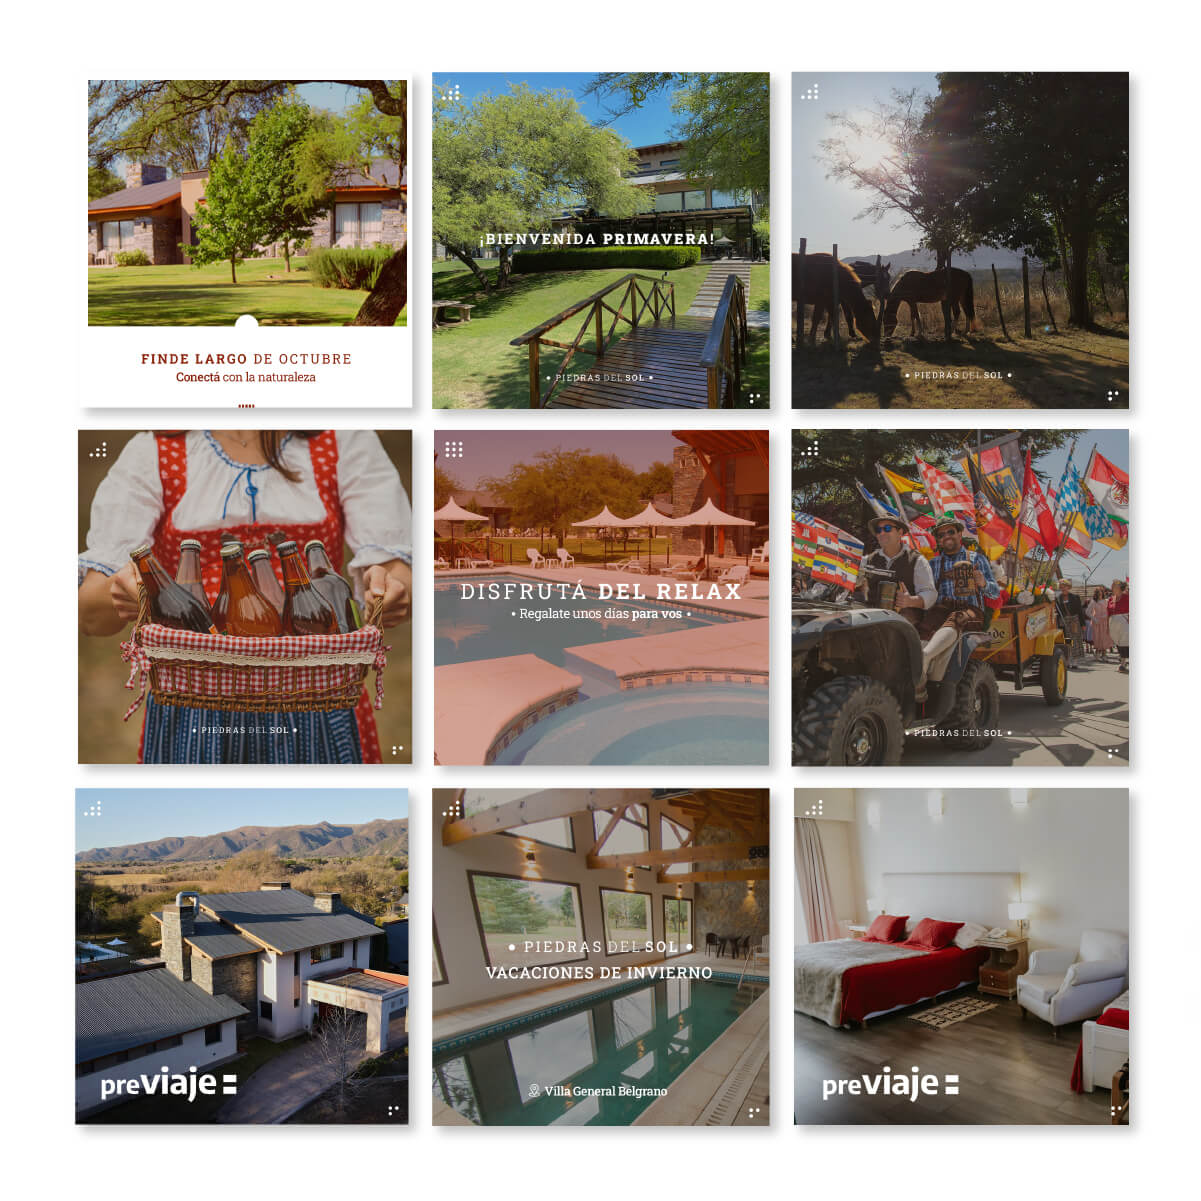 FINDE LARGO DE OCTUBRE
Conectá con la naturaleza
¡BIENVENIDA PRIMAVERA!
• PIEDRAS DEL SOL •
• PIEDRAS DEL SOL •
• PIEDRAS DEL SOL •
DISFRUTÁ DEL RELAX
• Regalate unos días para vos •
• PIEDRAS DEL SOL •
preVIAJE
• PIEDRAS DEL SOL •
VACACIONES DE INVIERNO
Villa General Belgrano
preVIAJE